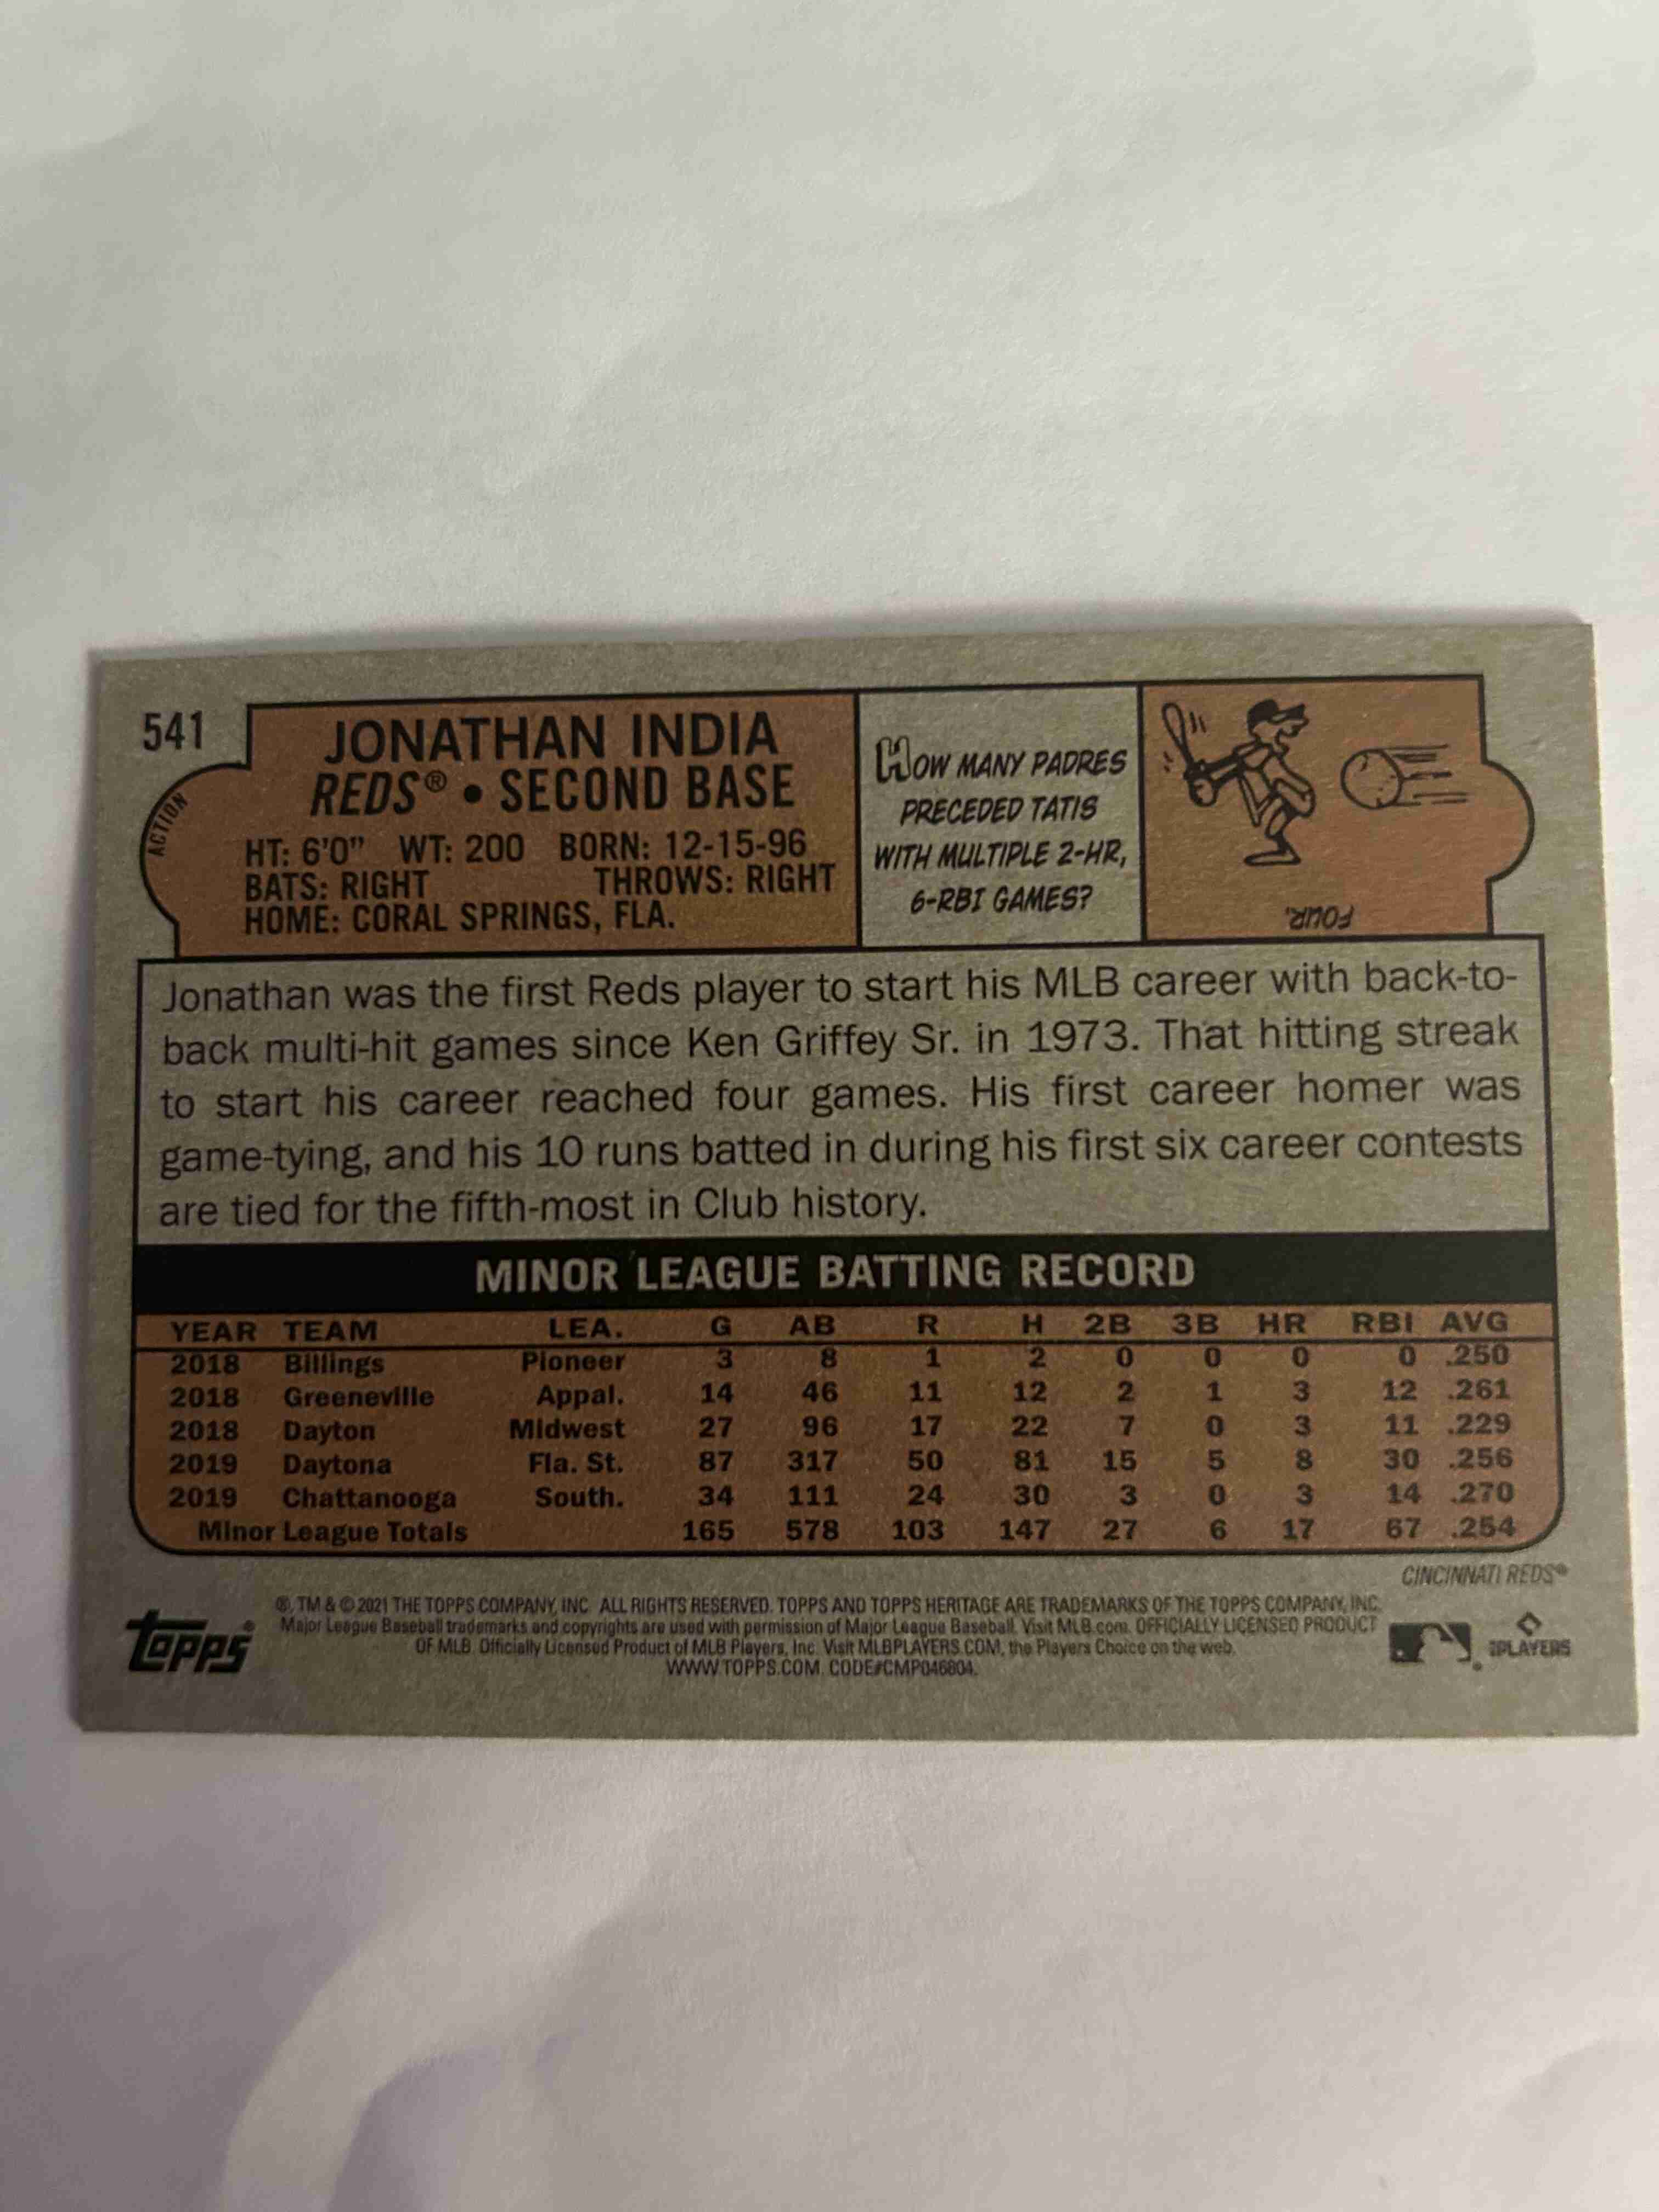 541
ACTION
JONATHAN INDIA
REDS® • SECOND BASE
HT: 6'0" WT: 200 BORN: 12-15-96
BATS: RIGHT THROWS: RIGHT
HOME: CORAL SPRINGS, FLA.
HOW MANY PADRES
PRECEDED TATIS
WITH MULTIPLE 2-HR,
6-RBI GAMES?
FOUR.
Jonathan was the first Reds player to start his MLB career with back-to-
back multi-hit games since Ken Griffey Sr. in 1973. That hitting streak
to start his career reached four games. His first career homer was
game-tying, and his 10 runs batted in during his first six career contests
are tied for the fifth-most in Club history.
MINOR LEAGUE BATTING RECORD
YEAR TEAM LEA. G AB R H 2B 3B HR RBI AVG
2018 Billings Pioneer 3 8 1 2 0 0 0 0 .250
2018 Greeneville Appal. 14 46 11 12 2 1 3 12 .261
2018 Dayton Midwest 27 96 17 22 7 0 3 11 .229
2019 Daytona Fla. St. 87 317 50 81 15 5 8 30 .256
2019 Chattanooga South. 34 111 24 30 3 0 3 14 .270
Minor League Totals 165 578 103 147 27 6 17 67 .254
CINCINNATI REDS®
®, TM & © 2021 THE TOPPS COMPANY, INC. ALL RIGHTS RESERVED. TOPPS AND TOPPS HERITAGE ARE TRADEMARKS OF THE TOPPS COMPANY, INC.
Major League Baseball trademarks and copyrights are used with permission of Major League Baseball. Visit MLB.com. OFFICIALLY LICENSED PRODUCT
OF MLB. Officially Licensed Product of MLB Players, Inc. Visit MLBPLAYERS.COM, the Players Choice on the web.
WWW.TOPPS.COM. CODE#CMP046804.
Topps®
MLBPLAYERS